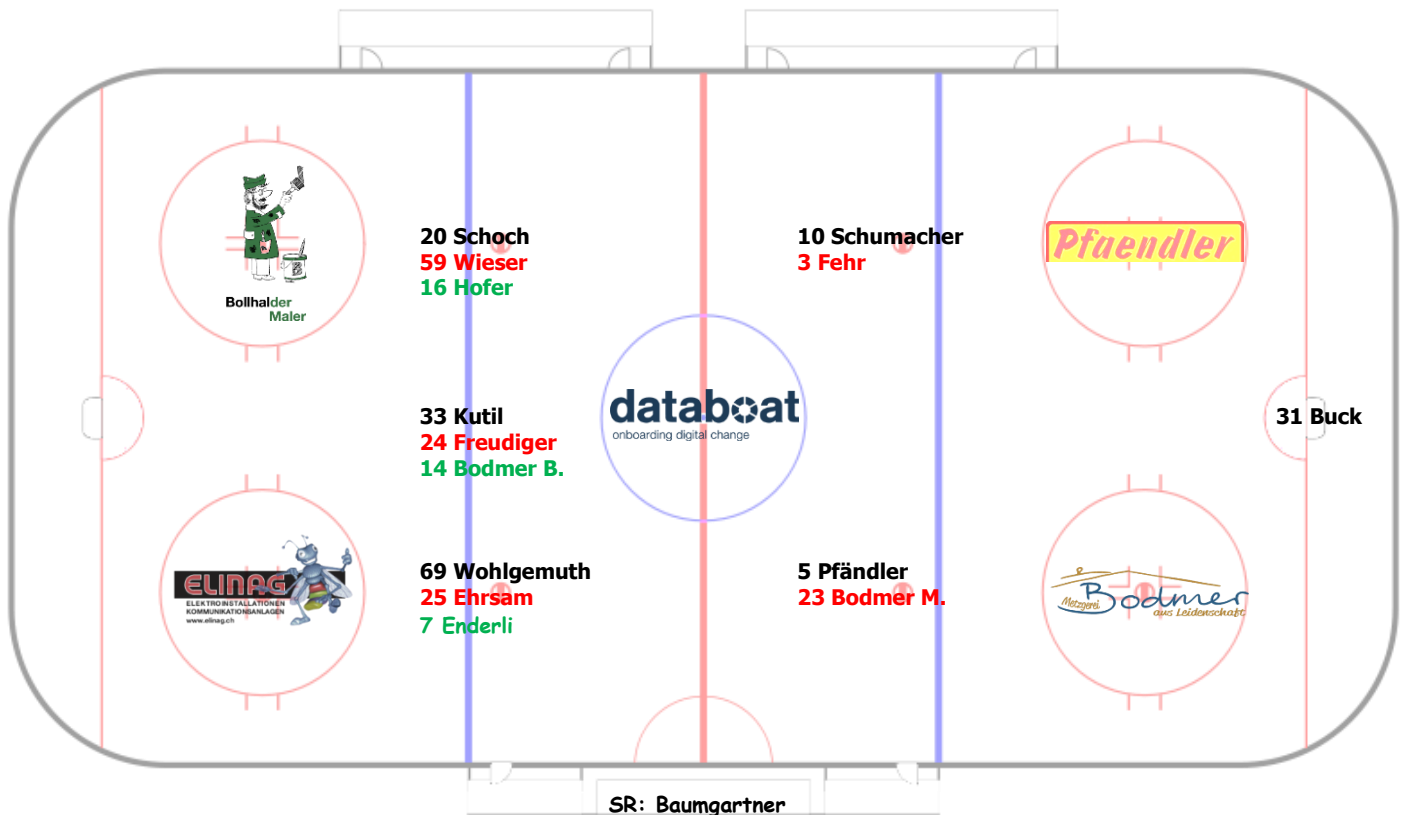 Bollhalder
Maler
20 Schoch
59 Wieser
16 Hofer
10 Schumacher
3 Fehr
Pfaendler
33 Kutil
24 Freudiger
14 Bodmer B.
databoat
onboarding digital change
31 Buck
ELINAG
ELEKTROINSTALLATIONEN
KOMMUNIKATIONSANLAGEN
www.elinag.ch
69 Wohlgemuth
25 Ehrsam
7 Enderli
5 Pfändler
23 Bodmer M.
Metzgerei Bodmer
aus Leidenschaft
SR: Baumgartner